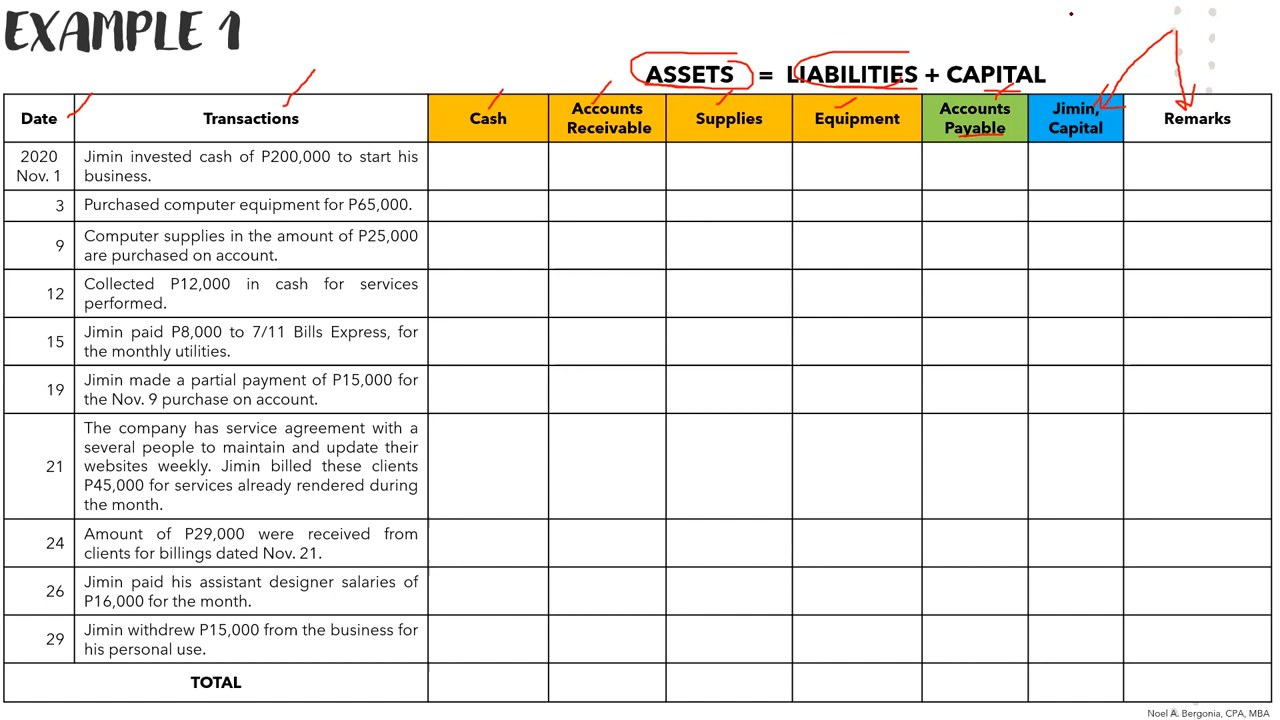 EXAMPLE 1
ASSETS = LIABILITIES + CAPITAL
Date
Transactions
Cash
Accounts
Receivable
Supplies
Equipment
Accounts
Payable
Jimin,
Capital
Remarks
2020
Nov. 1
Jimin invested cash of P200,000 to start his
business.
3
Purchased computer equipment for P65,000.
9
Computer supplies in the amount of P25,000
are purchased on account.
12
Collected P12,000 in cash for services
performed.
15
Jimin paid P8,000 to 7/11 Bills Express, for
the monthly utilities.
19
Jimin made a partial payment of P15,000 for
the Nov. 9 purchase on account.
21
The company has service agreement with a
several people to maintain and update their
websites weekly. Jimin billed these clients
P45,000 for services already rendered during
the month.
24
Amount of P29,000 were received from
clients for billings dated Nov. 21.
26
Jimin paid his assistant designer salaries of
P16,000 for the month.
29
Jimin withdrew P15,000 from the business for
his personal use.
TOTAL
Noel A. Bergonia, CPA, MBA